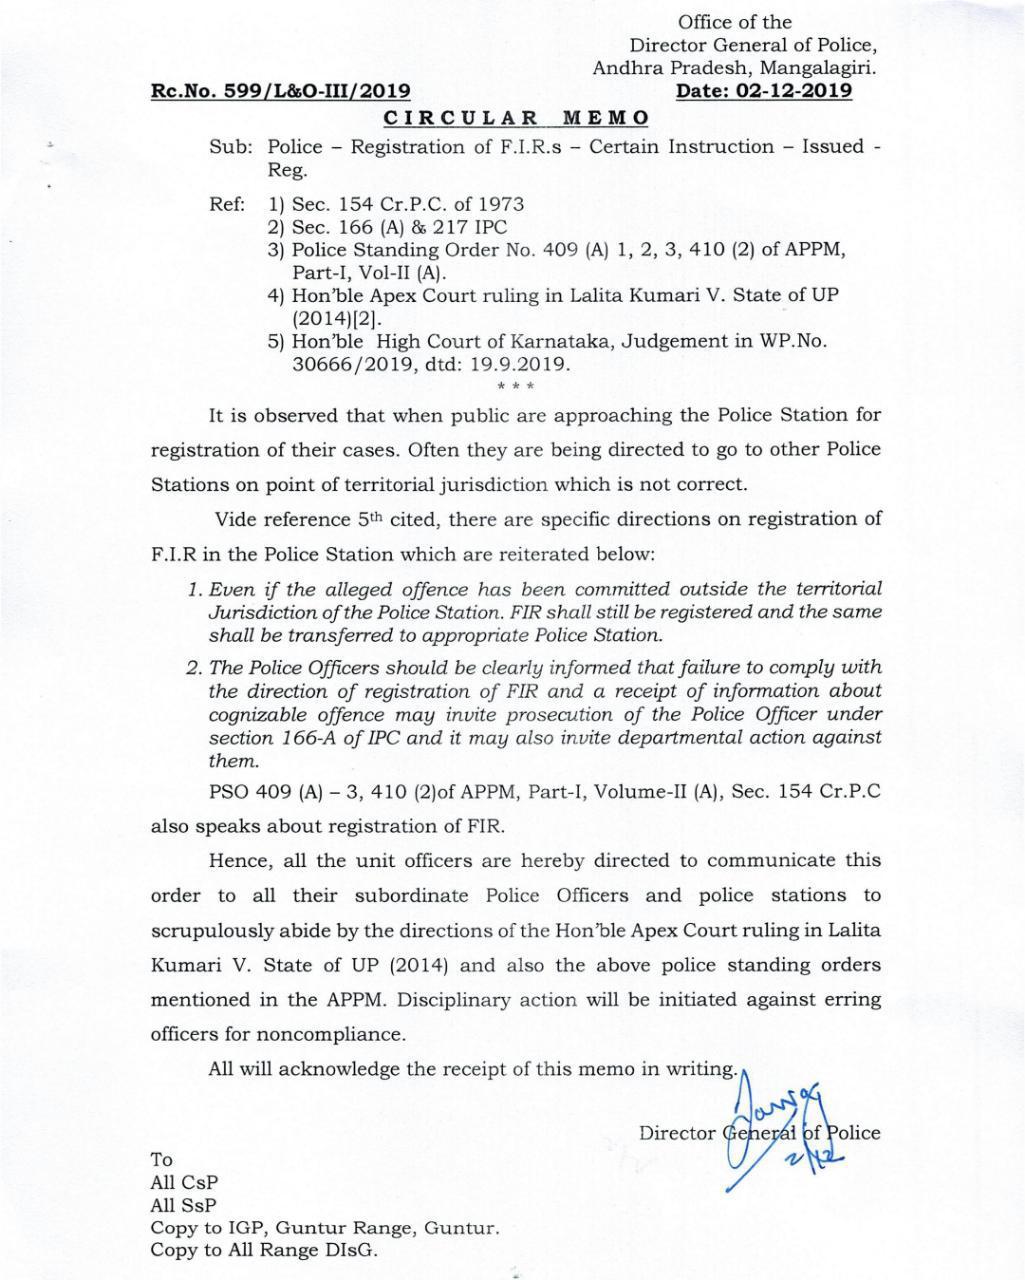 Office of the
Director General of Police,
Andhra Pradesh, Mangalagiri.
Rc.No. 599/L&O-III/2019
Date: 02-12-2019
CIRCULAR MEMO
Sub: Police – Registration of F.I.R.s – Certain Instruction – Issued -
Reg.
Ref: 1) Sec. 154 Cr.P.C. of 1973
2) Sec. 166 (A) & 217 IPC
3) Police Standing Order No. 409 (A) 1, 2, 3, 410 (2) of APPM,
Part-I, Vol-II (A).
4) Hon'ble Apex Court ruling in Lalita Kumari V. State of UP
(2014)[2].
5) Hon'ble High Court of Karnataka, Judgement in WP.No.
30666/2019, dtd: 19.9.2019.
* * *
It is observed that when public are approaching the Police Station for
registration of their cases. Often they are being directed to go to other Police
Stations on point of territorial jurisdiction which is not correct.
Vide reference 5th cited, there are specific directions on registration of
F.I.R in the Police Station which are reiterated below:
1. Even if the alleged offence has been committed outside the territorial
Jurisdiction of the Police Station. FIR shall still be registered and the same
shall be transferred to appropriate Police Station.
2. The Police Officers should be clearly informed that failure to comply with
the direction of registration of FIR and a receipt of information about
cognizable offence may invite prosecution of the Police Officer under
section 166-A of IPC and it may also invite departmental action against
them.
PSO 409 (A) – 3, 410 (2)of APPM, Part-I, Volume-II (A), Sec. 154 Cr.P.C
also speaks about registration of FIR.
Hence, all the unit officers are hereby directed to communicate this
order to all their subordinate Police Officers and police stations to
scrupulously abide by the directions of the Hon'ble Apex Court ruling in Lalita
Kumari V. State of UP (2014) and also the above police standing orders
mentioned in the APPM. Disciplinary action will be initiated against erring
officers for noncompliance.
All will acknowledge the receipt of this memo in writing.
Director General of Police
2/12
To
All CsP
All SsP
Copy to IGP, Guntur Range, Guntur.
Copy to All Range DIsG.